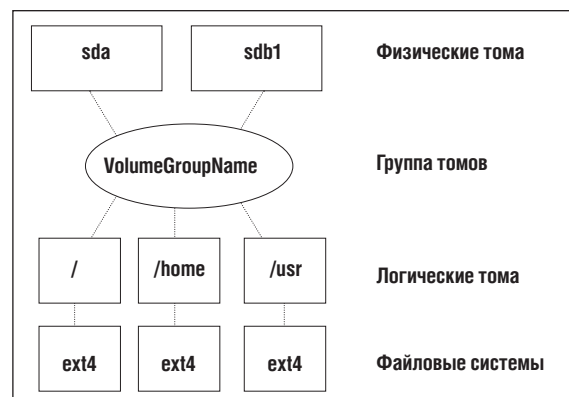 sda sdb1 Физические тома
VolumeGroupName Группа томов
/ /home /usr Логические тома
ext4 ext4 ext4 Файловые системы